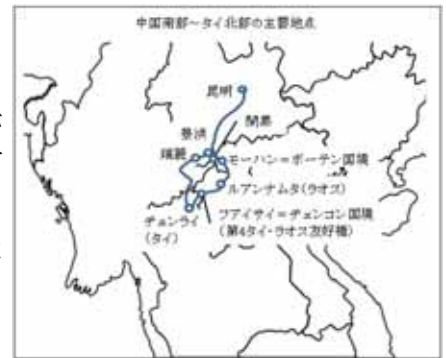 中国南部～タイ北部の主要地点
昆明
景洪
関累
瑞麗
モーハン＝ボーテン国境
ルアンナムタ(ラオス)
フアイサイ＝チェンコン国境
(第4タイ・ラオス友好橋)
チェンライ
(タイ)